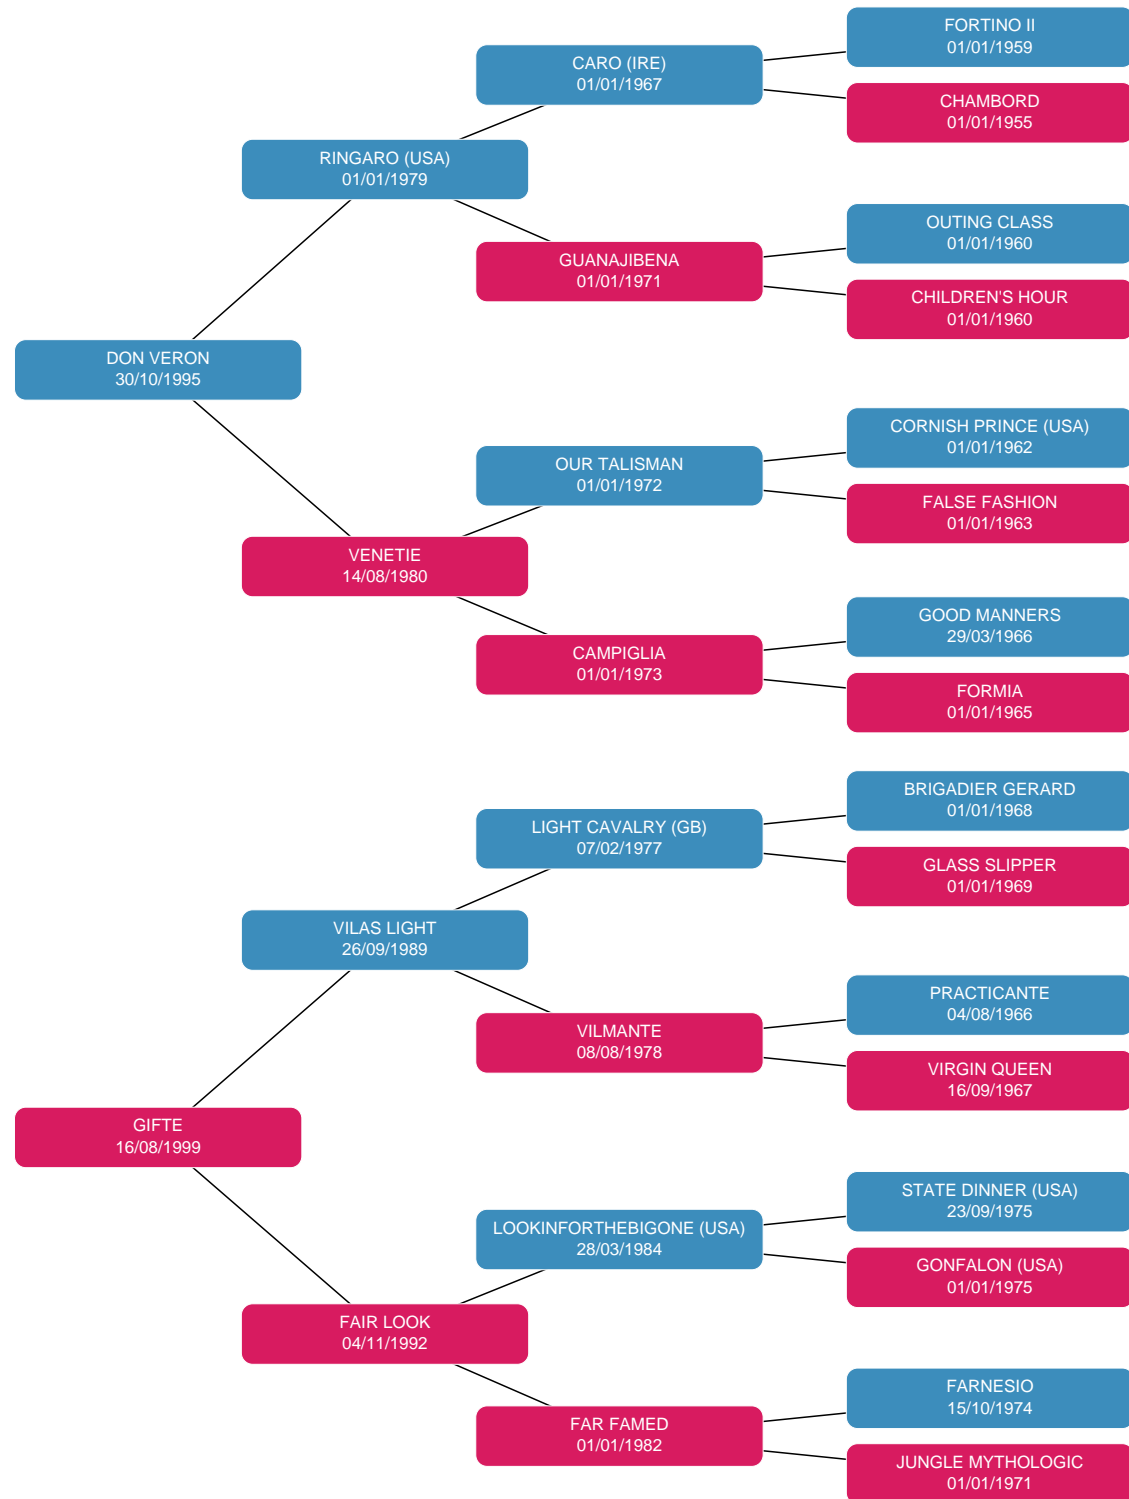 FORTINO II
01/01/1959
CARO (IRE)
01/01/1967
CHAMBORD
01/01/1955
RINGARO (USA)
01/01/1979
OUTING CLASS
01/01/1960
GUANAJIBENA
01/01/1971
CHILDREN'S HOUR
01/01/1960
DON VERON
30/10/1995
CORNISH PRINCE (USA)
01/01/1962
OUR TALISMAN
01/01/1972
FALSE FASHION
01/01/1963
VENETIE
14/08/1980
GOOD MANNERS
29/03/1966
CAMPIGLIA
01/01/1973
FORMIA
01/01/1965
BRIGADIER GERARD
01/01/1968
LIGHT CAVALRY (GB)
07/02/1977
GLASS SLIPPER
01/01/1969
VILAS LIGHT
26/09/1989
PRACTICANTE
04/08/1966
VILMANTE
08/08/1978
VIRGIN QUEEN
16/09/1967
GIFTE
16/08/1999
STATE DINNER (USA)
23/09/1975
LOOKINFORTHEBIGONE (USA)
28/03/1984
GONFALON (USA)
01/01/1975
FAIR LOOK
04/11/1992
FARNESIO
15/10/1974
FAR FAMED
01/01/1982
JUNGLE MYTHOLOGIC
01/01/1971